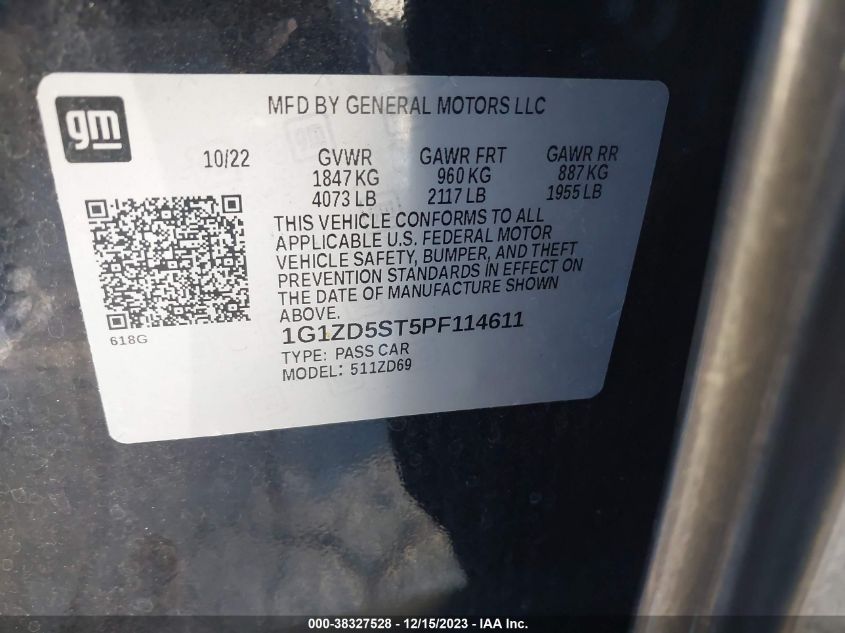 gm
MFD BY GENERAL MOTORS LLC
10/22 GVWR GAWR FRT GAWR RR
1847 KG 960 KG 887 KG
4073 LB 2117 LB 1955 LB
THIS VEHICLE CONFORMS TO ALL
APPLICABLE U.S. FEDERAL MOTOR
VEHICLE SAFETY, BUMPER, AND THEFT
PREVENTION STANDARDS IN EFFECT ON
THE DATE OF MANUFACTURE SHOWN
ABOVE.
618G
1G1ZD5ST5PF114611
TYPE: PASS CAR
MODEL: 511ZD69
000-38327528 - 12/15/2023 - IAA Inc.